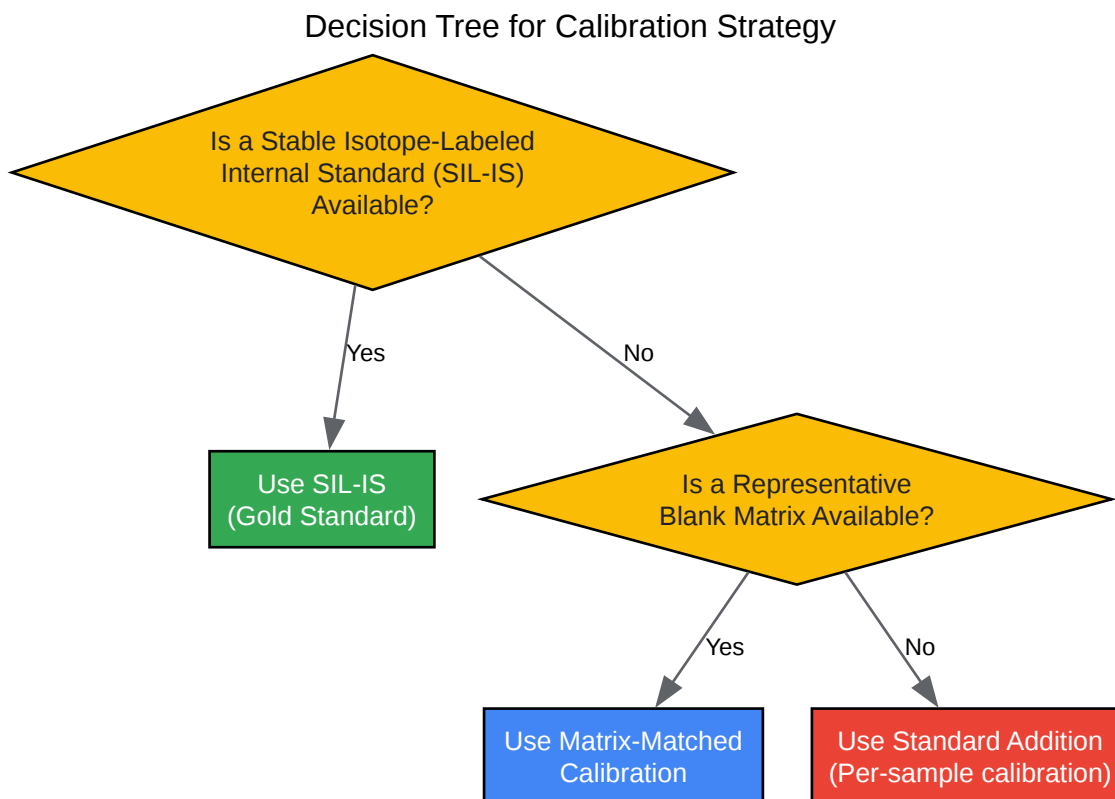 Decision Tree for Calibration Strategy
Is a Stable Isotope-Labeled
Internal Standard (SIL-IS)
Available?
Yes
No
Use SIL-IS
(Gold Standard)
Is a Representative
Blank Matrix Available?
Yes
No
Use Matrix-Matched
Calibration
Use Standard Addition
(Per-sample calibration)